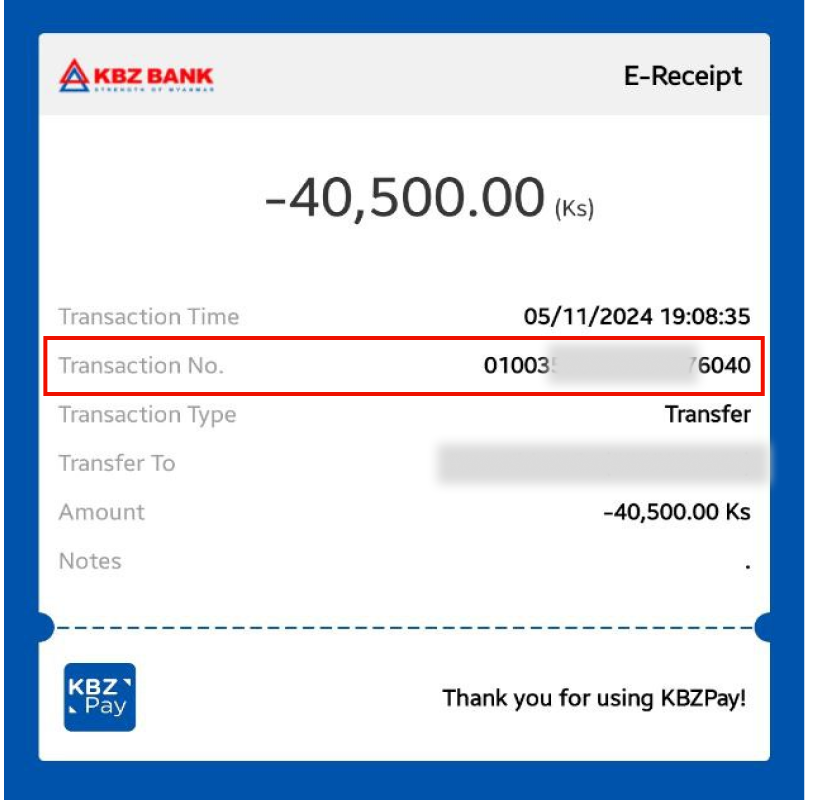 KBZ BANK
STRENGTH OF MYANMAR
E-Receipt
-40,500.00 (Ks)
Transaction Time 05/11/2024 19:08:35
Transaction No. 01003 76040
Transaction Type Transfer
Transfer To
Amount -40,500.00 Ks
Notes .
KBZ
Pay
Thank you for using KBZPay!